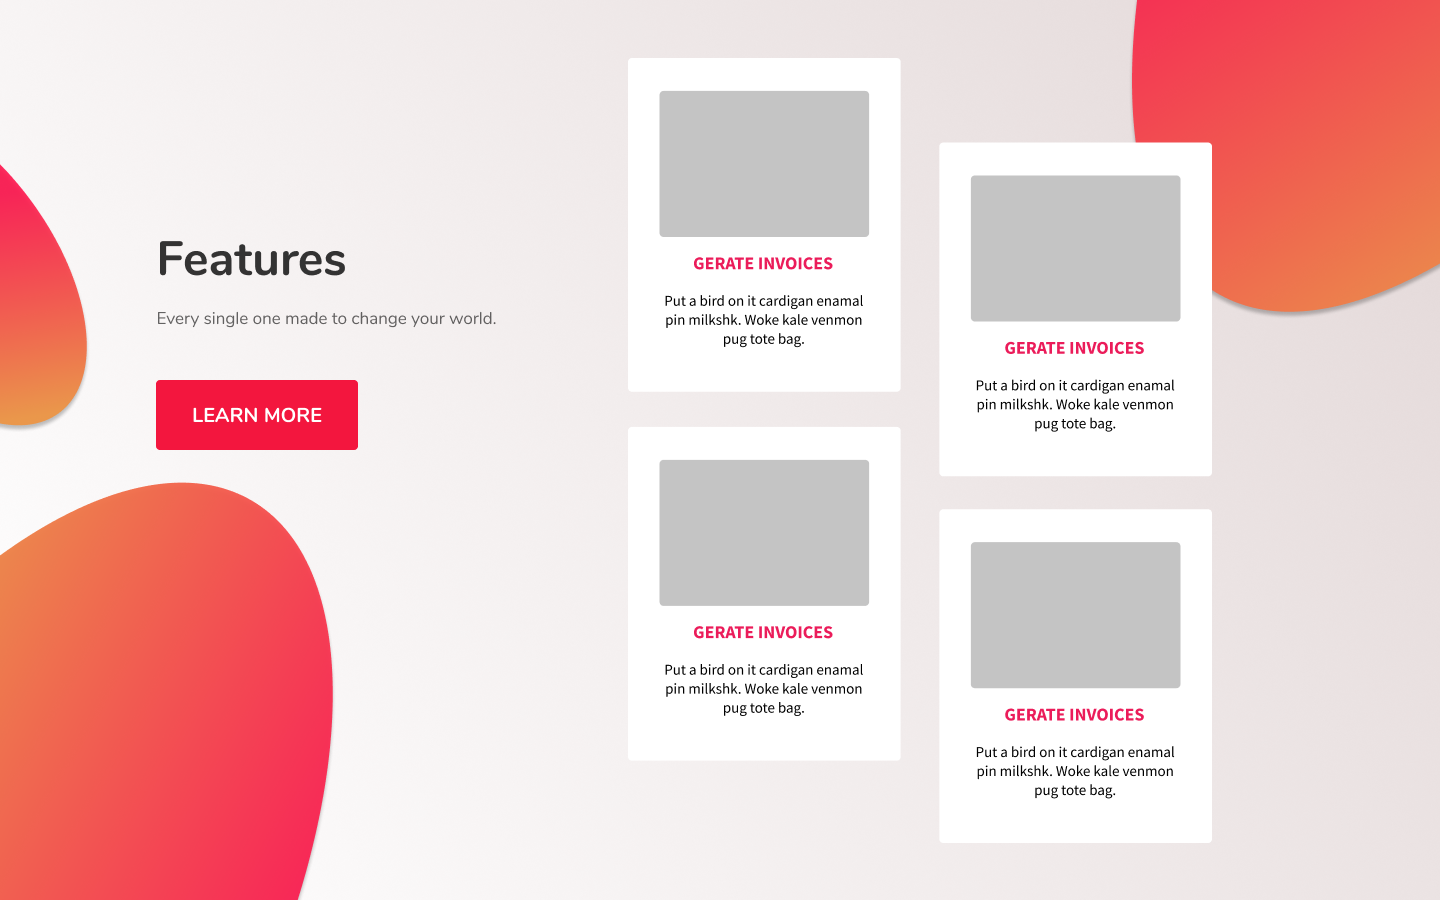 Features
Every single one made to change your world.
LEARN MORE
GERATE INVOICES
Put a bird on it cardigan enamal
pin milkshk. Woke kale venmon
pug tote bag.
GERATE INVOICES
Put a bird on it cardigan enamal
pin milkshk. Woke kale venmon
pug tote bag.
GERATE INVOICES
Put a bird on it cardigan enamal
pin milkshk. Woke kale venmon
pug tote bag.
GERATE INVOICES
Put a bird on it cardigan enamal
pin milkshk. Woke kale venmon
pug tote bag.